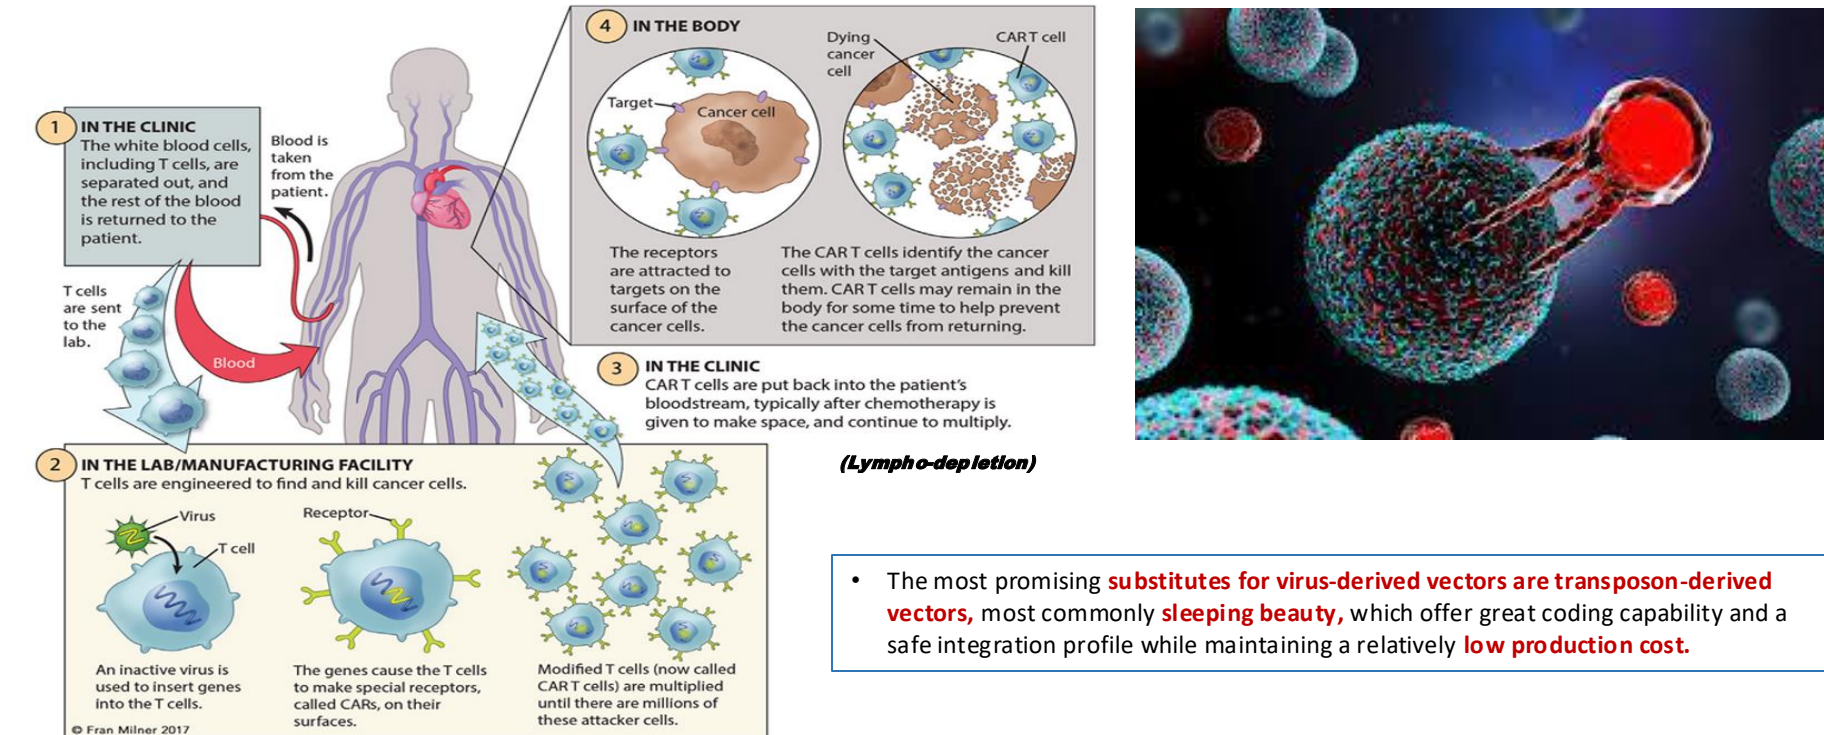 1
IN THE CLINIC
The white blood cells,
including T cells, are
separated out, and
the rest of the blood
is returned to the
patient.
Blood is
taken
from the
patient.
T cells
are sent
to the
lab.
Blood
2
IN THE LAB/MANUFACTURING FACILITY
T cells are engineered to find and kill cancer cells.
Virus
T cell
An inactive virus is
used to insert genes
into the T cells.
Receptor
The genes cause the T cells
to make special receptors,
called CARs, on their
surfaces.
Modified T cells (now called
CAR T cells) are multiplied
until there are millions of
these attacker cells.
© Fran Milner 2017
3
IN THE CLINIC
CAR T cells are put back into the patient's
bloodstream, typically after chemotherapy is
given to make space, and continue to multiply.
(Lympho-depletion)
4
IN THE BODY
Target
Cancer cell
Dying
cancer
cell
CAR T cell
The receptors
are attracted to
targets on the
surface of the
cancer cells.
The CAR T cells identify the cancer
cells with the target antigens and kill
them. CAR T cells may remain in the
body for some time to help prevent
the cancer cells from returning.
• The most promising substitutes for virus-derived vectors are transposon-derived
vectors, most commonly sleeping beauty, which offer great coding capability and a
safe integration profile while maintaining a relatively low production cost.